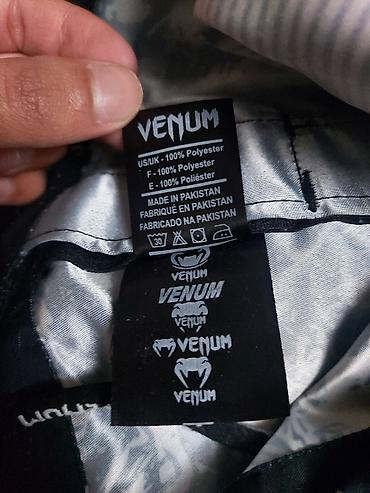 VENUM
US/UK - 100% Polyester
F - 100% Polyester
E - 100% Poliéster
MADE IN PAKISTAN
FABRIQUÉ EN PAKISTAN
FABRICADO NA PAKISTAN
30
VENUM
VENUM
VENUM
VENUM
VENUM